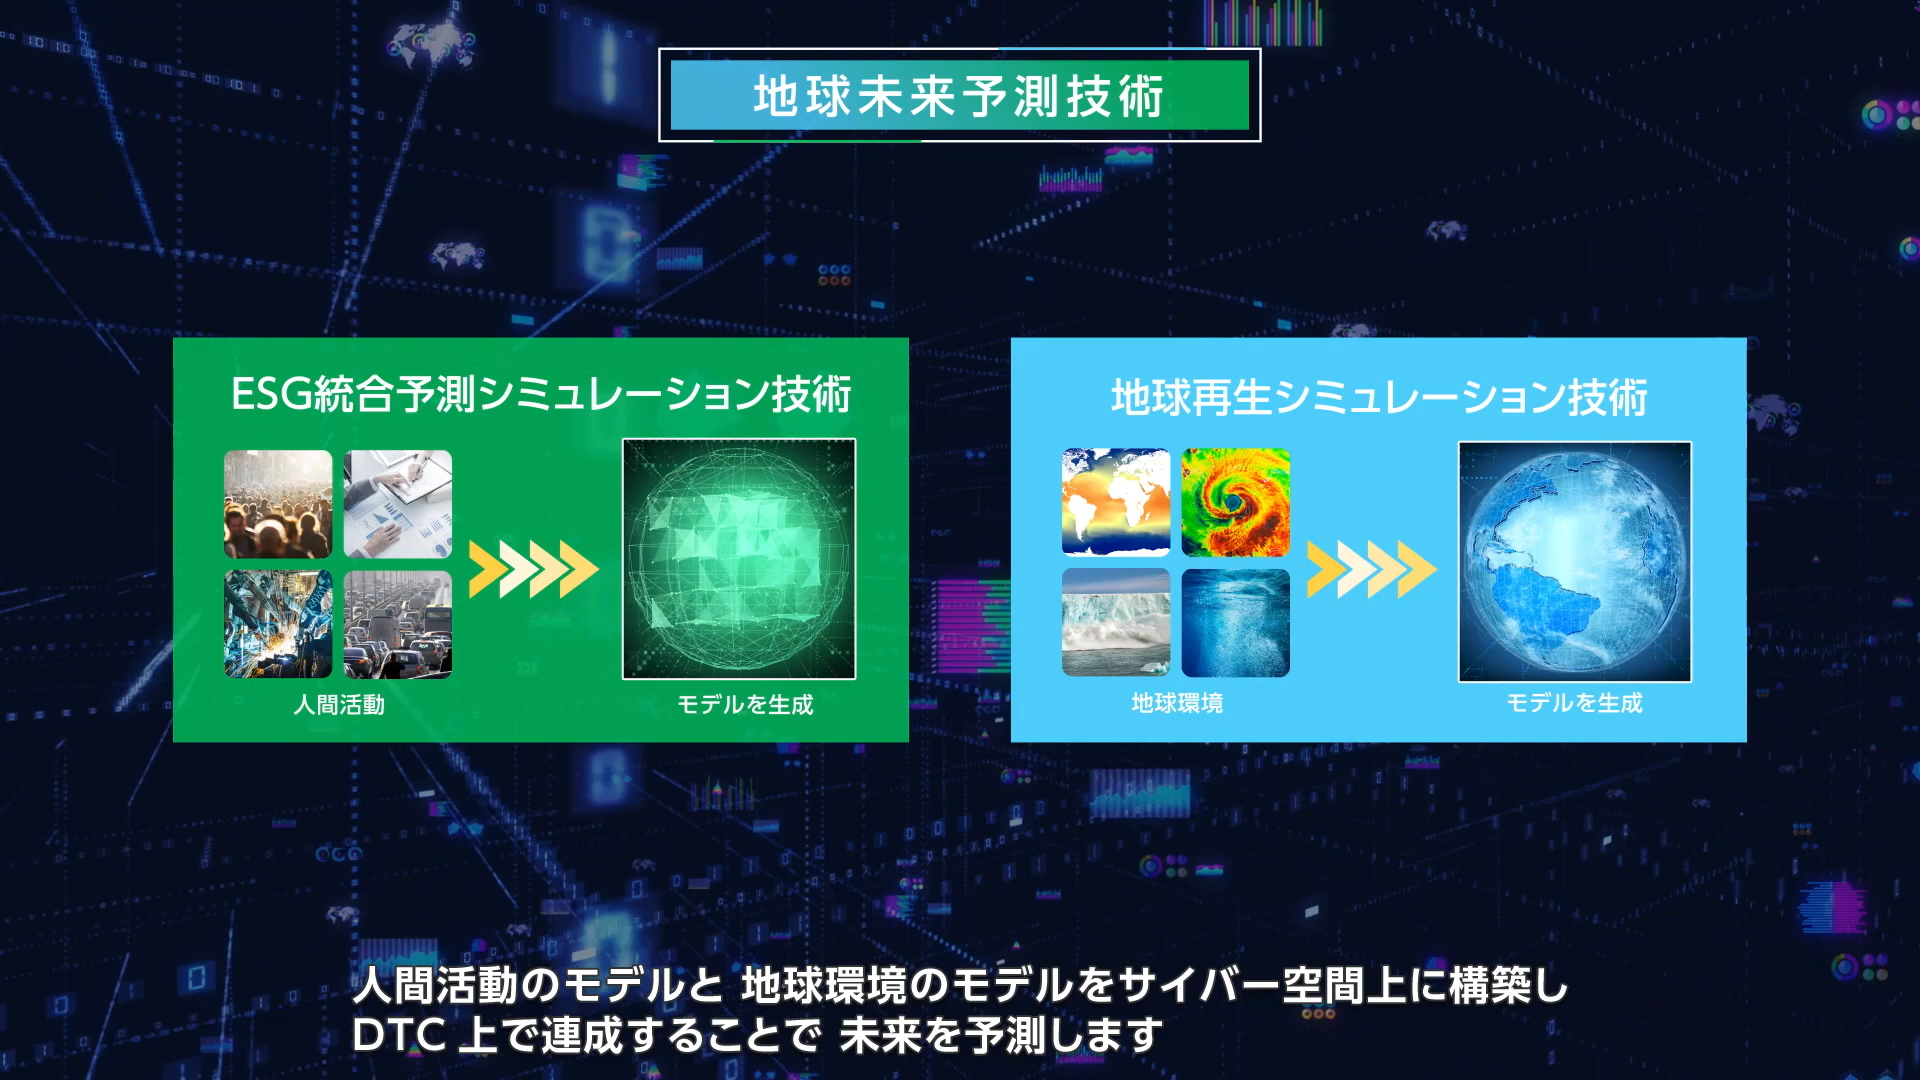 地球未来予測技術
ESG統合予測シミュレーション技術
人間活動
モデルを生成
地球再生シミュレーション技術
地球環境
モデルを生成
人間活動のモデルと 地球環境のモデルをサイバー空間上に構築し
DTC 上で連成することで 未来を予測します